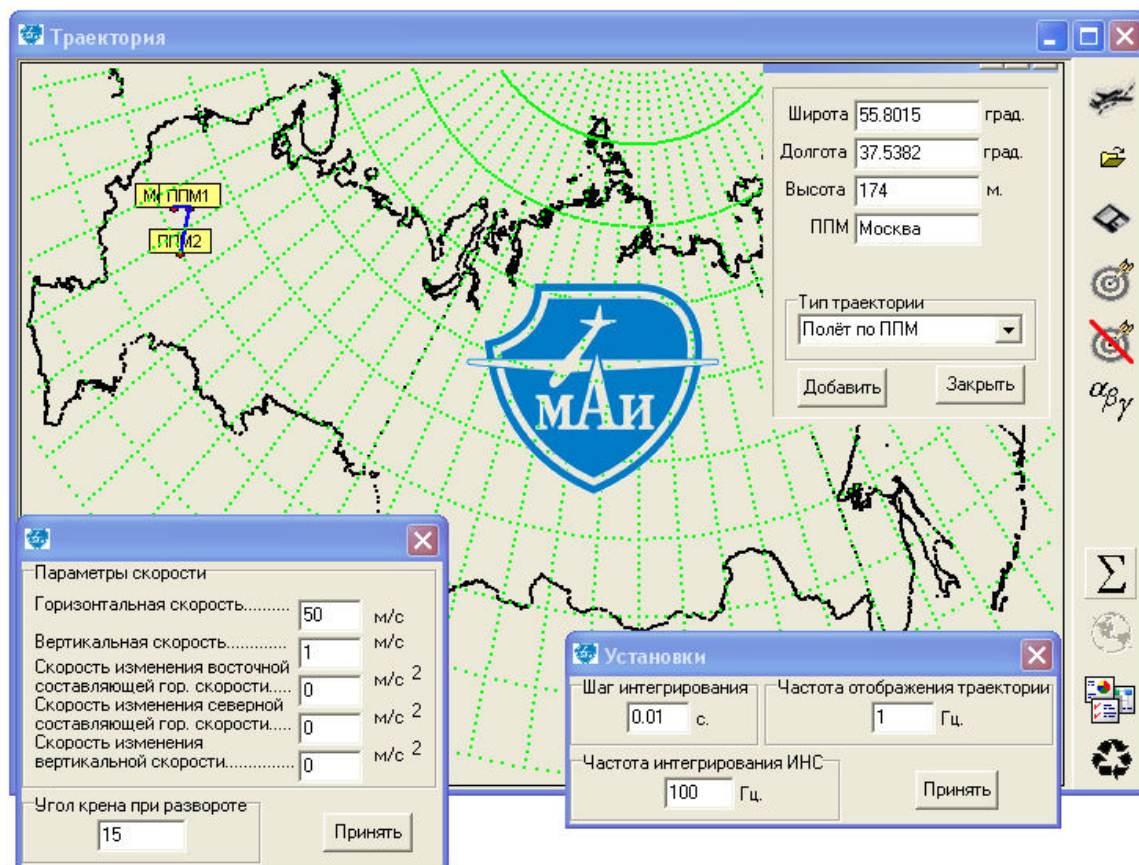 Траектория
ППМ1
ППМ2
Широта 55.8015 град.
Долгота 37.5382 град.
Высота 174 м.
ППМ Москва
Тип траектории
Полёт по ППМ
Добавить Закрыть
αβγ
МАИ
Σ
Параметры скорости
Горизонтальная скорость.......... 50 м/с
Вертикальная скорость............. 1 м/с
Скорость изменения восточной
составляющей гор. скорости..... 0 м/с 2
Скорость изменения северной
составляющей гор. скорости..... 0 м/с 2
Скорость изменения
вертикальной скорости.............. 0 м/с 2
Угол крена при развороте
15 Принять
Установки
Шаг интегрирования
0.01 с.
Частота отображения траектории
1 Гц.
Частота интегрирования ИНС
100 Гц. Принять